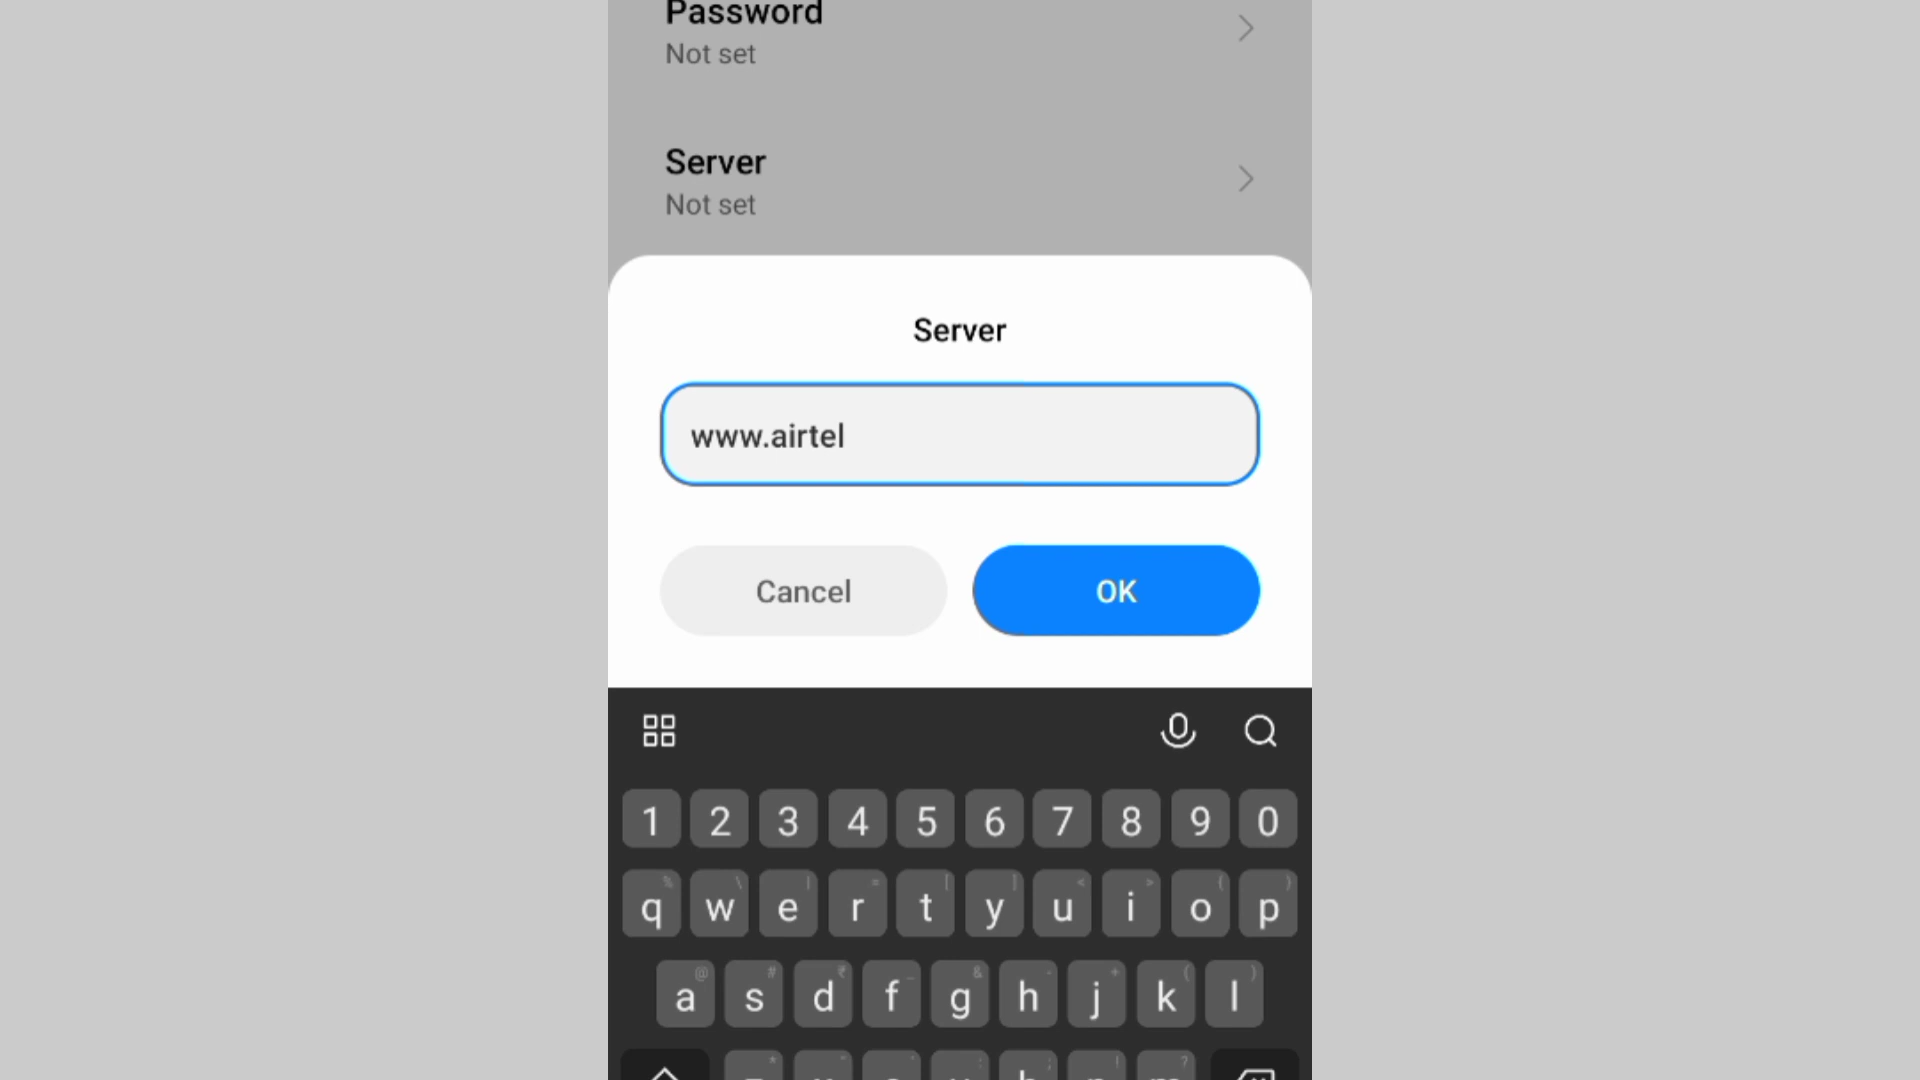 Password
Not set
Server
Not set
Server
www.airtel
Cancel
OK
1 2 3 4 5 6 7 8 9 0
% \ | = [ ] < > { }
q w e r t y u i o p
@ # ₹ _ & - + ( )
a s d f g h j k l